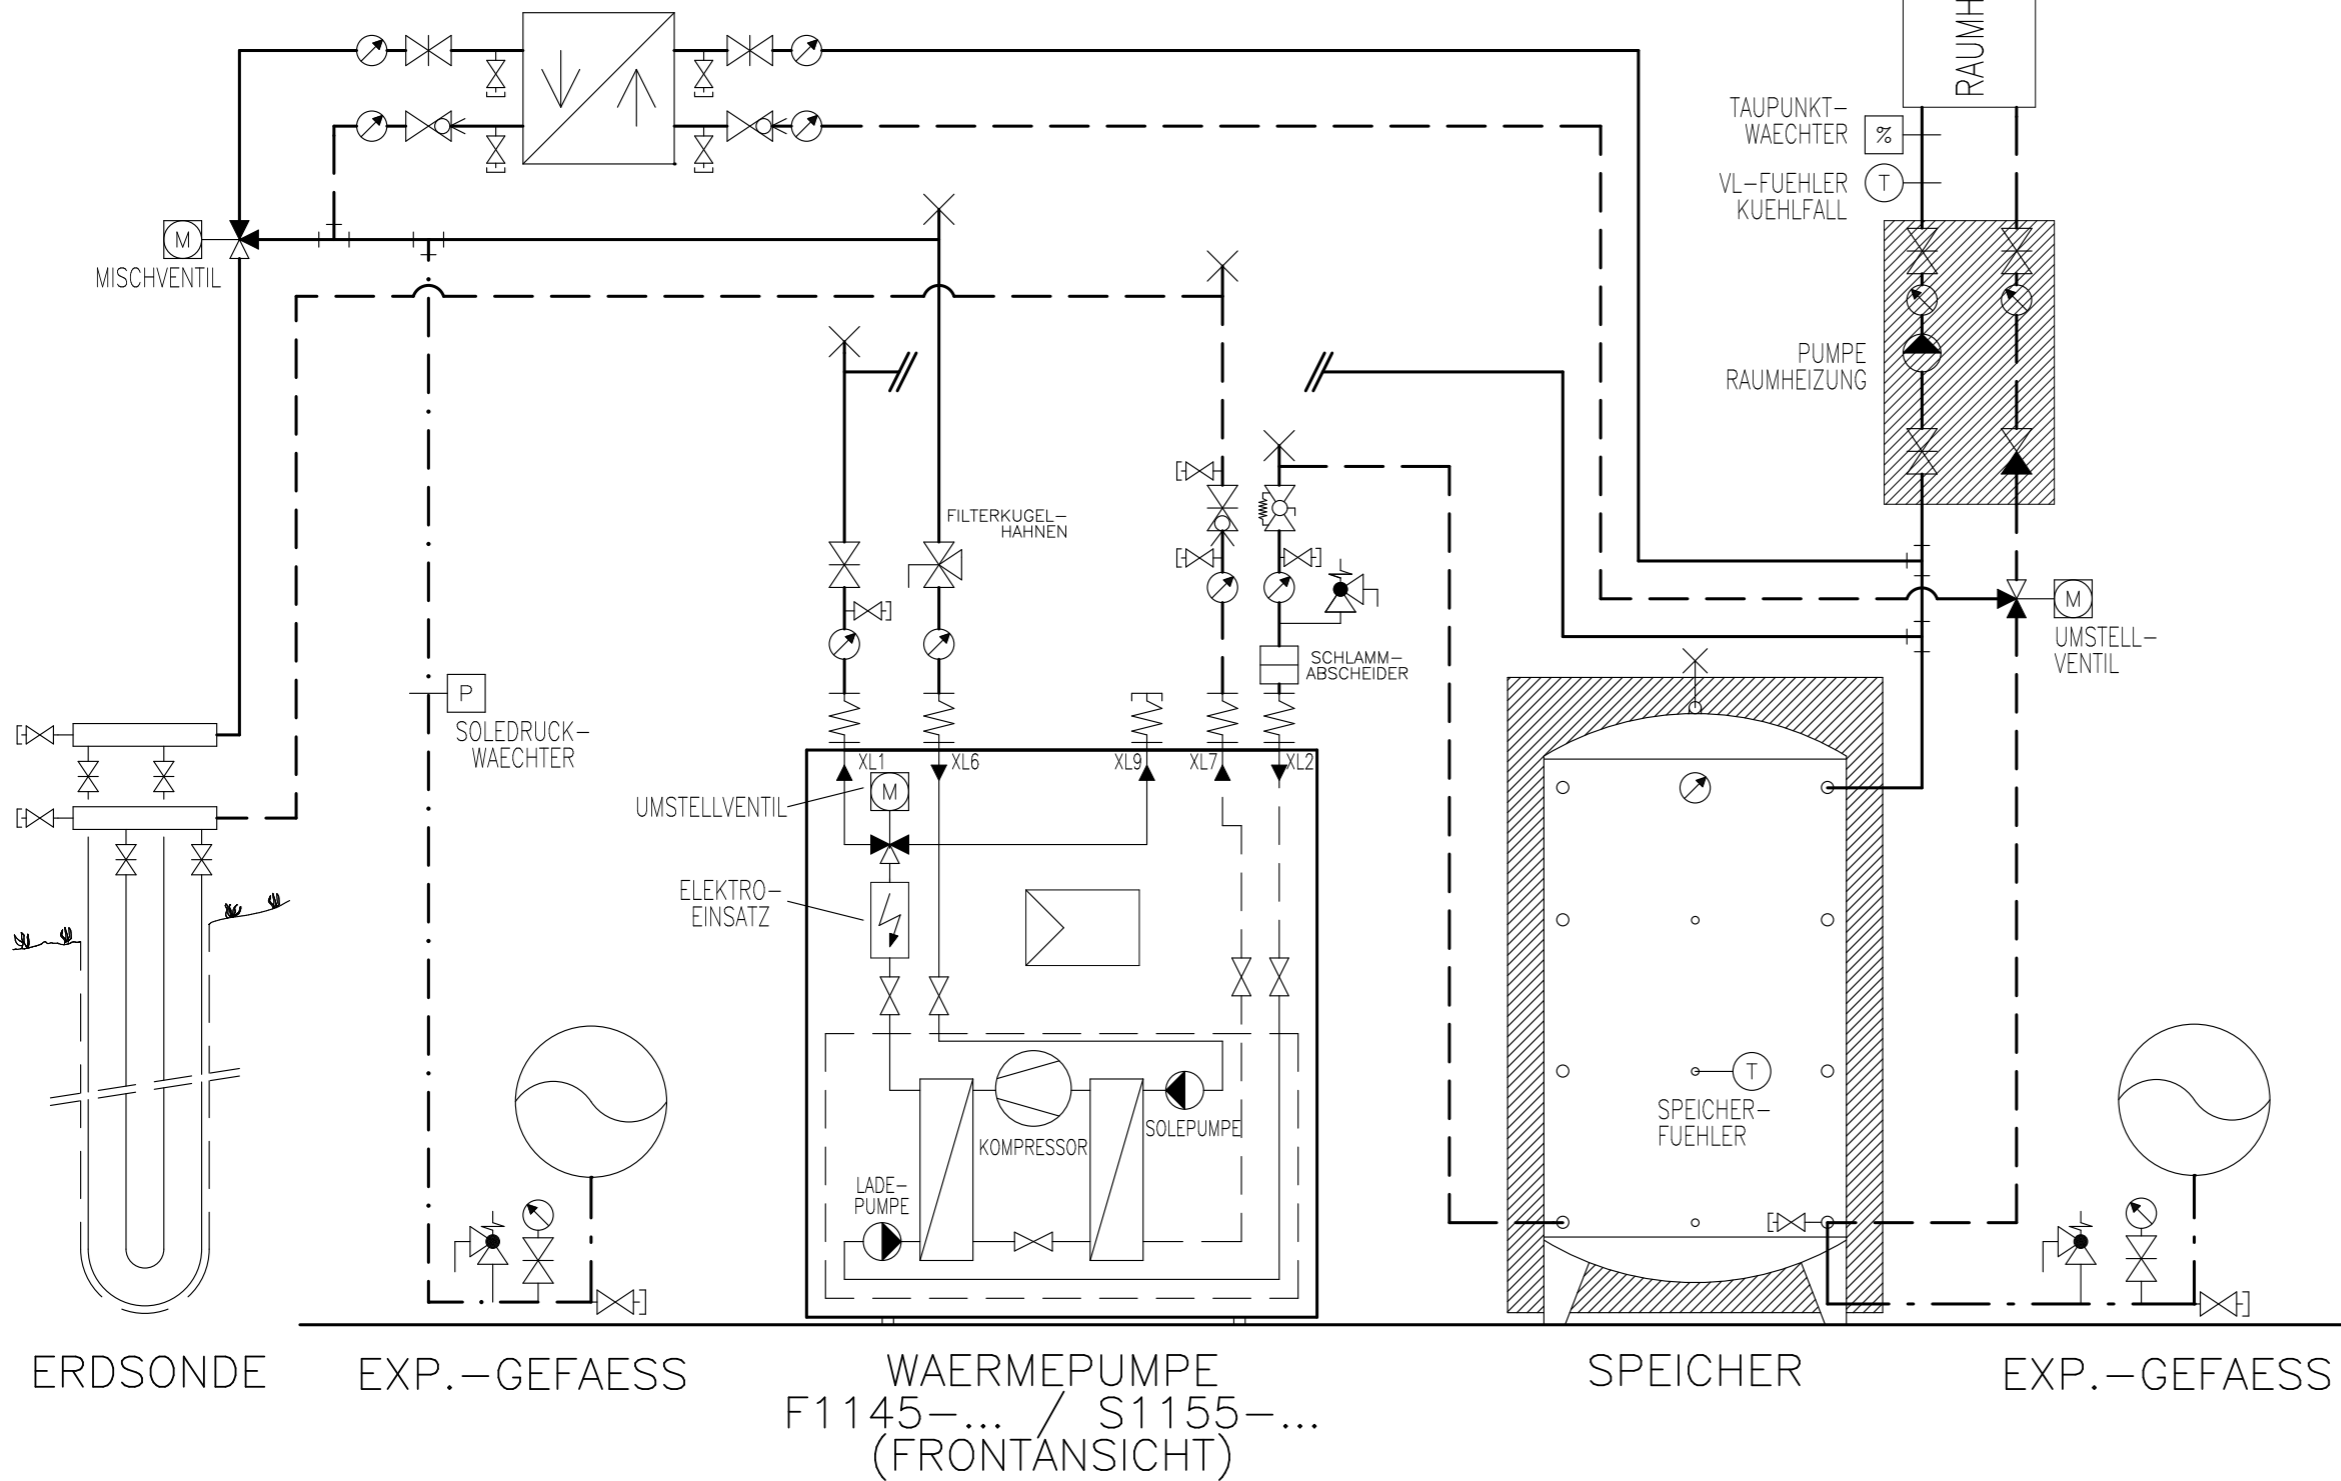 RAUMH
TAUPUNKT-
WAECHTER
%
VL-FUEHLER
KUEHLFALL
T
M
MISCHVENTIL
PUMPE
RAUMHEIZUNG
FILTERKUGEL-
HAHNEN
M
UMSTELL-
VENTIL
SCHLAMM-
ABSCHEIDER
P
SOLEDRUCK-
WAECHTER
XL1
XL6
XL9
XL7
XL2
UMSTELLVENTIL
M
ELEKTRO-
EINSATZ
KOMPRESSOR
SOLEPUMPE
LADE-
PUMPE
T
SPEICHER-
FUEHLER
ERDSONDE
EXP.-GEFAESS
WAERMEPUMPE
F1145-... / S1155-...
(FRONTANSICHT)
SPEICHER
EXP.-GEFAESS